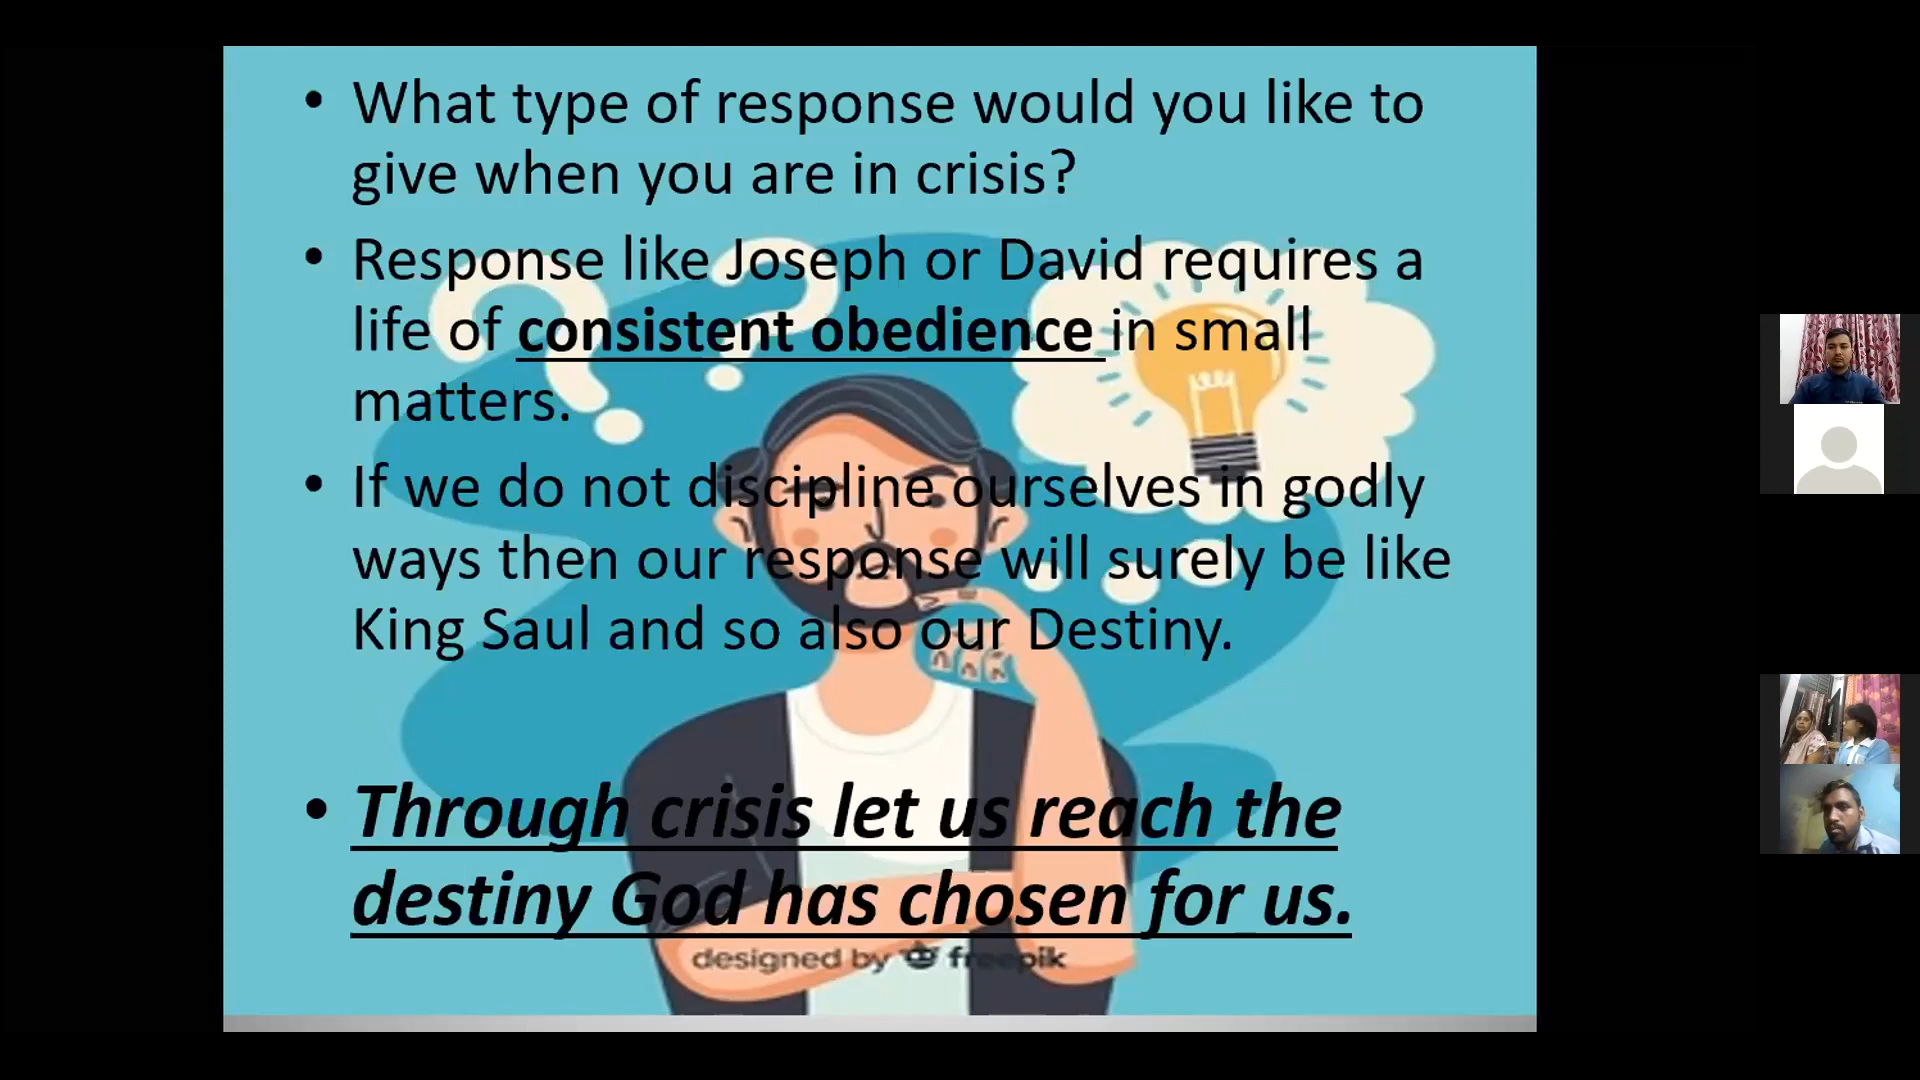 • What type of response would you like to
give when you are in crisis?
• Response like Joseph or David requires a
life of consistent obedience in small
matters.
• If we do not discipline ourselves in godly
ways then our response will surely be like
King Saul and so also our Destiny.
• Through crisis let us reach the
destiny God has chosen for us.
designed by freepik